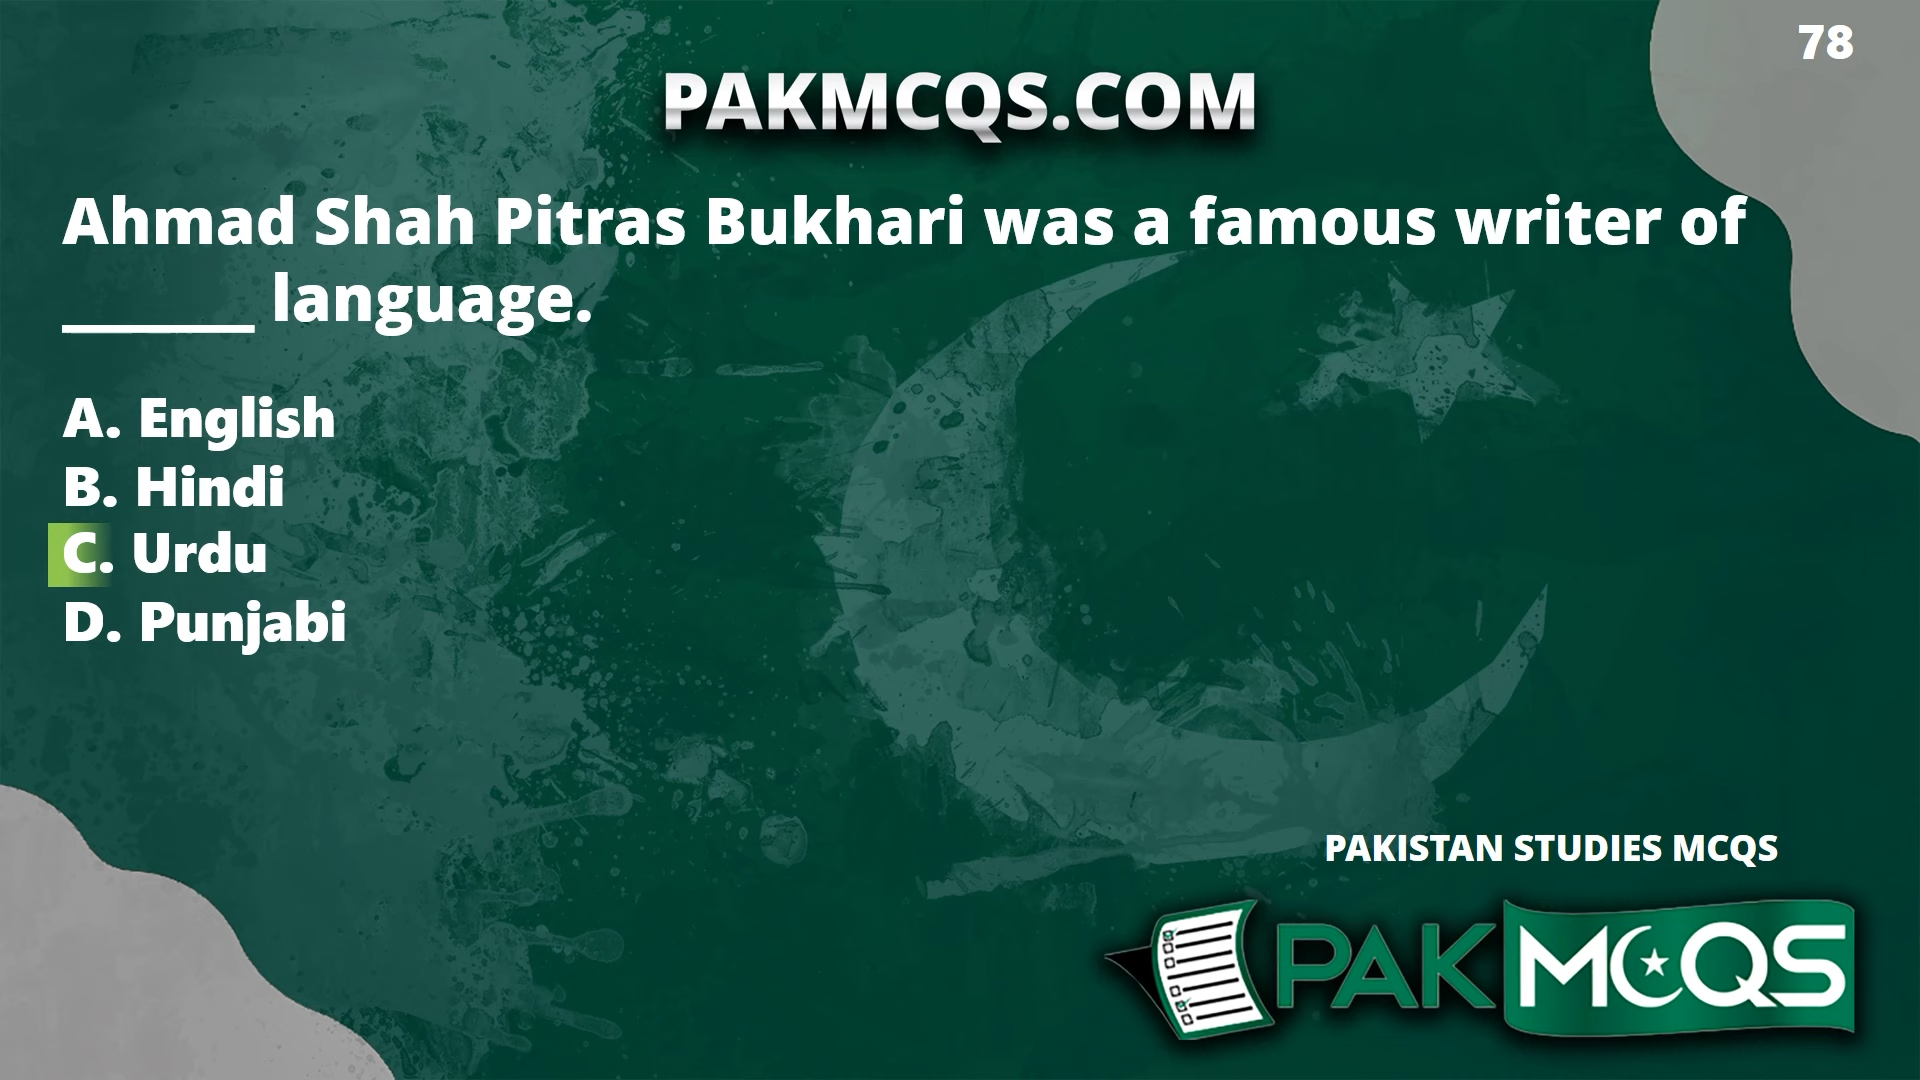 78
PAKMCQS.COM
Ahmad Shah Pitras Bukhari was a famous writer of
_______ language.
A. English
B. Hindi
C. Urdu
D. Punjabi
PAKISTAN STUDIES MCQS
PAKMCQS